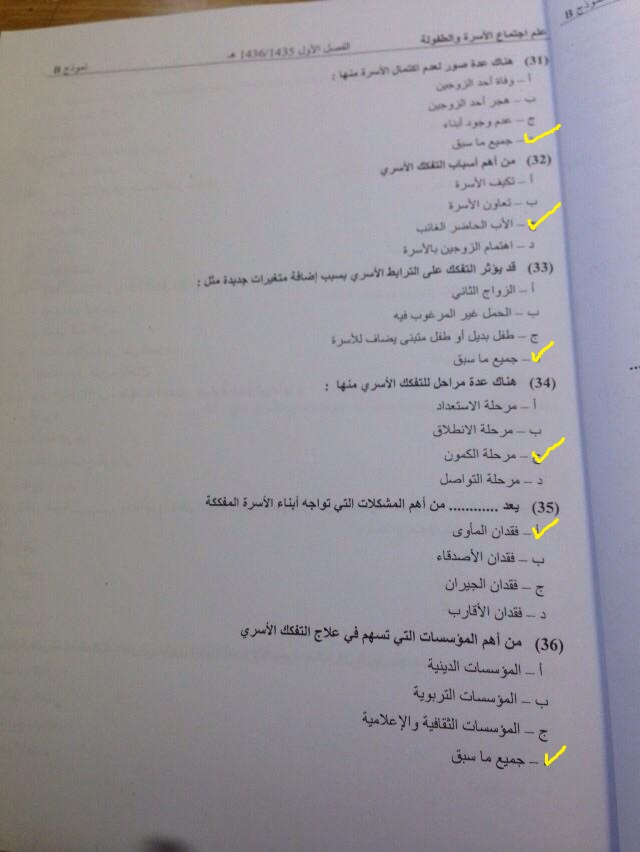 نموذج B
علم اجتماع الأسرة والطفولة الفصل الأول 1436/1435 هـ نموذج B
(31) هناك عدة صور لعدم اكتمال الأسرة منها :
أ – وفاة أحد الزوجين
ب – هجر أحد الزوجين
ج – عدم وجود أبناء
– جميع ما سبق
(32) من أهم أسباب التفكك الأسري
أ – تكيف الأسرة
ب – تعاون الأسرة
ج – الأب الحاضر الغائب
د – اهتمام الزوجين بالأسرة
(33) قد يؤثر التفكك على الترابط الأسري بسبب إضافة متغيرات جديدة مثل :
أ – الزواج الثاني
ب – الحمل غير المرغوب فيه
ج – طفل بديل أو طفل متبنى يضاف للأسرة
– جميع ما سبق
(34) هناك عدة مراحل للتفكك الأسري منها :
أ – مرحلة الاستعداد
ب – مرحلة الانطلاق
ج – مرحلة الكمون
د – مرحلة التواصل
(35) يعد ............ من أهم المشكلات التي تواجه أبناء الأسرة المفككة
أ – فقدان المأوى
ب – فقدان الأصدقاء
ج – فقدان الجيران
د – فقدان الأقارب
(36) من أهم المؤسسات التي تسهم في علاج التفكك الأسري
أ – المؤسسات الدينية
ب – المؤسسات التربوية
ج – المؤسسات الثقافية والإعلامية
– جميع ما سبق